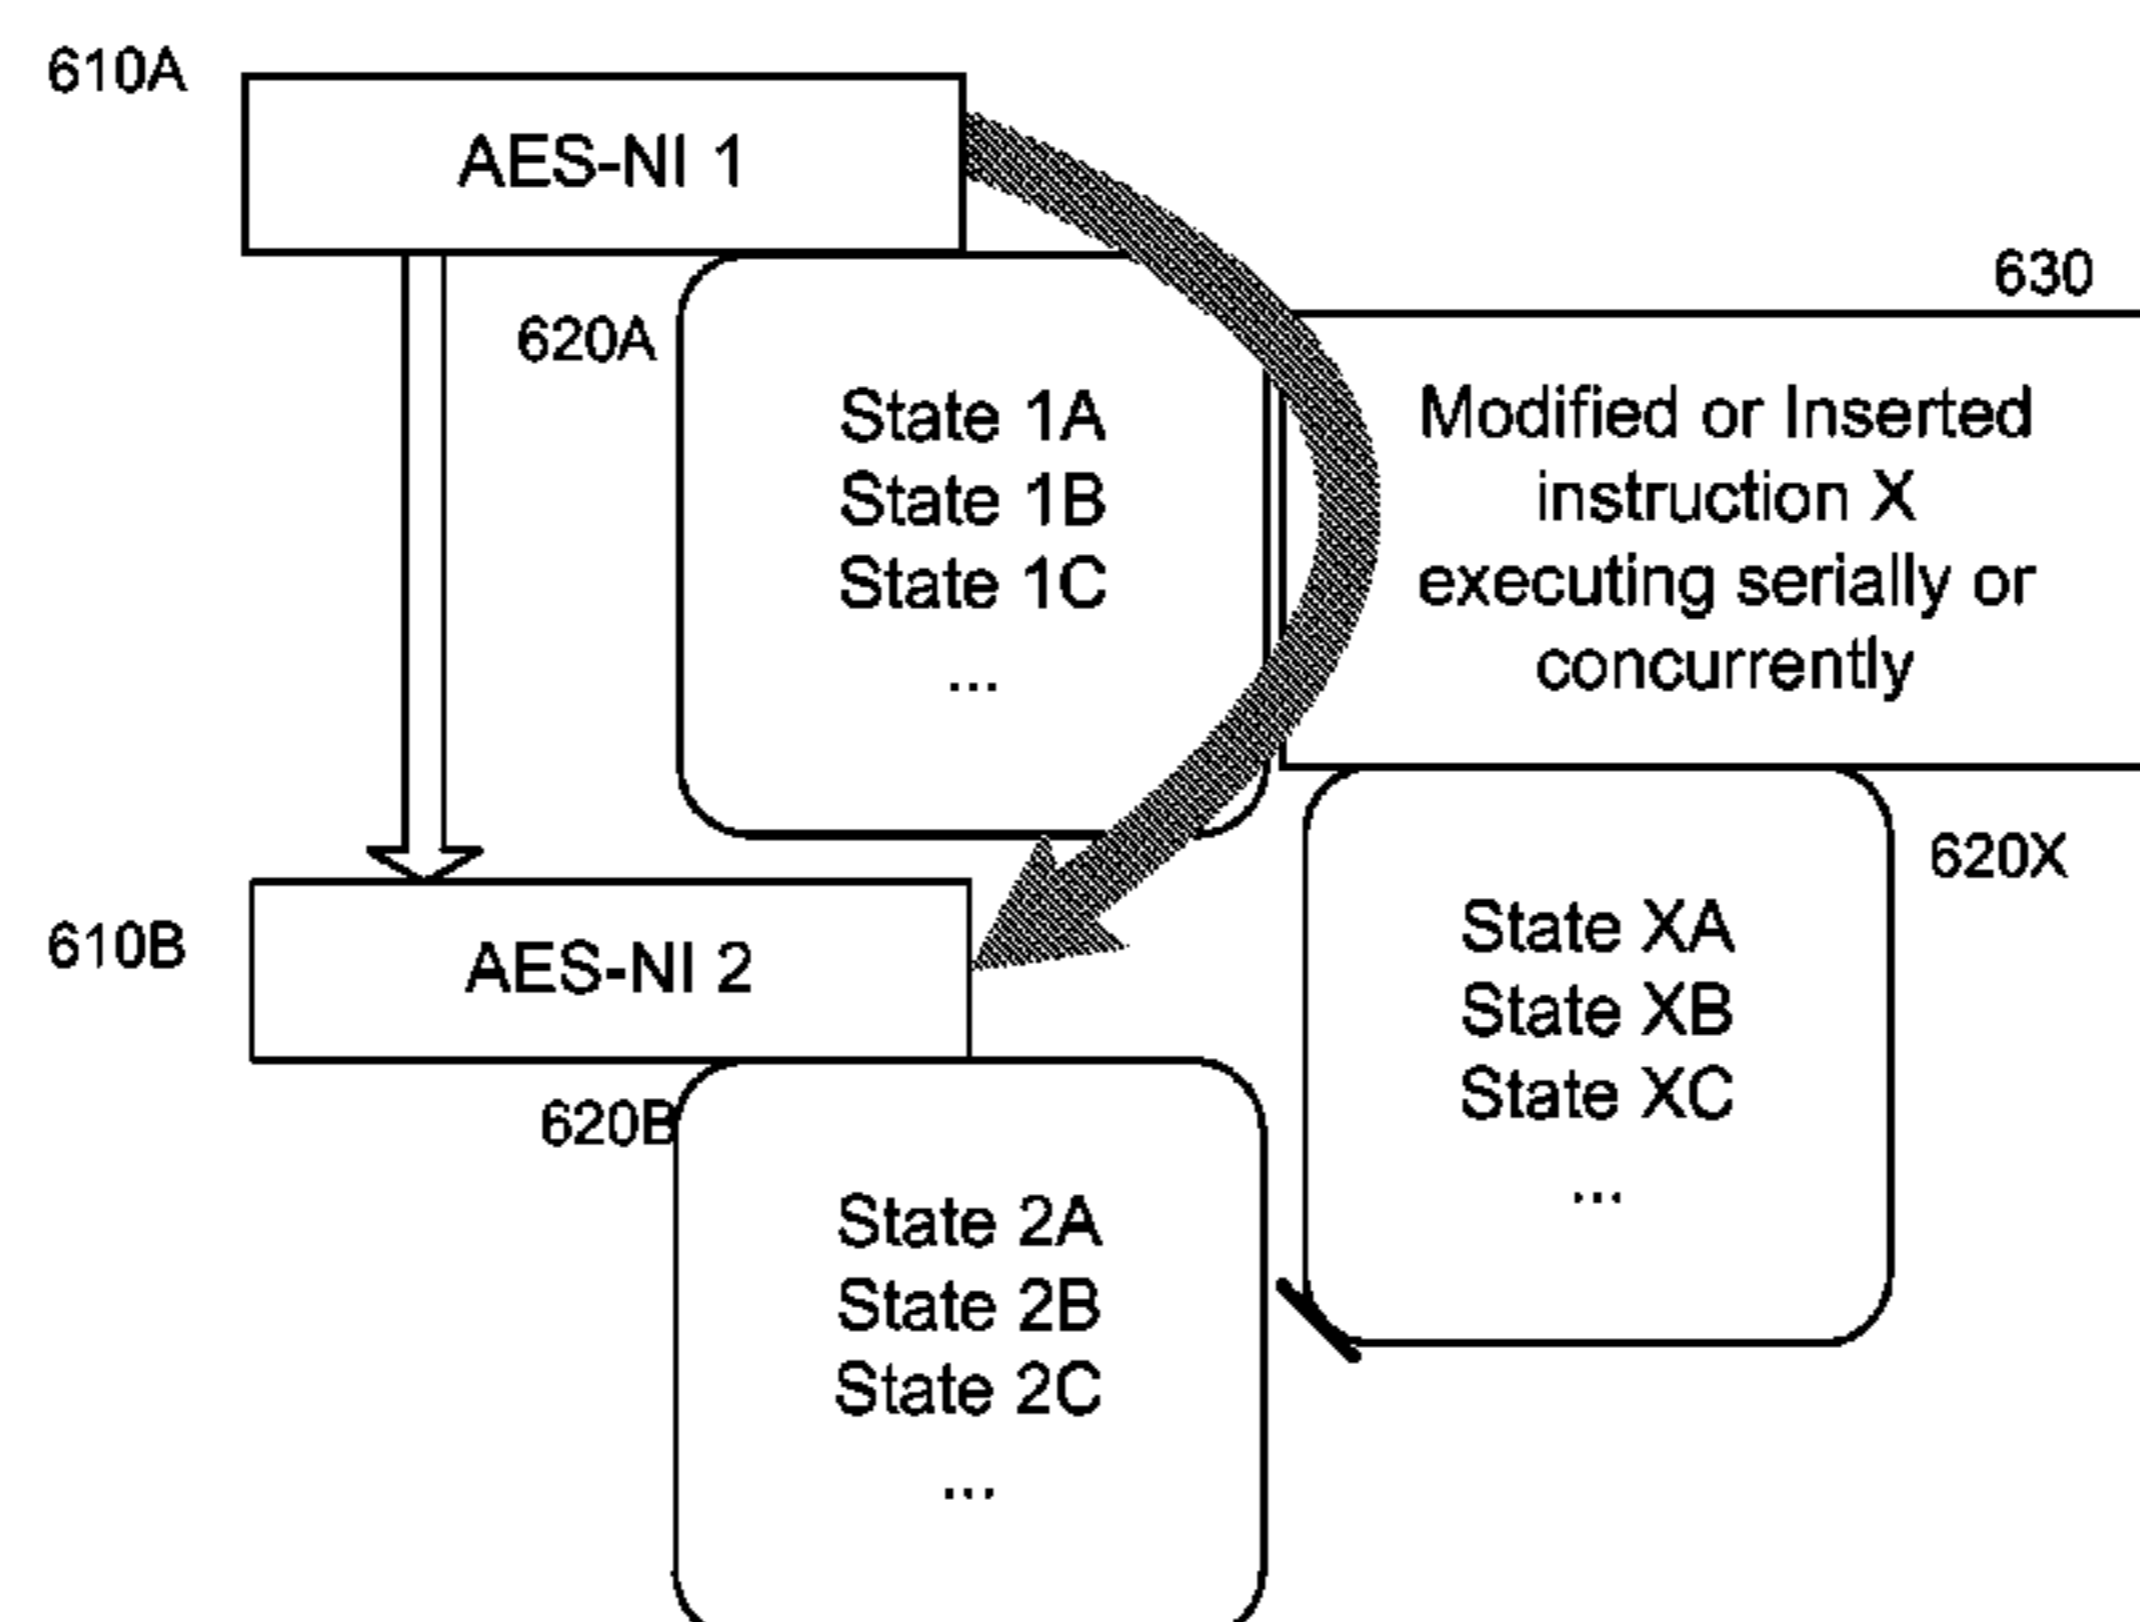 610A
AES-NI 1
630
620A
State 1A
State 1B
State 1C
...
Modified or Inserted
instruction X
executing serially or
concurrently
620X
610B
AES-NI 2
State XA
State XB
State XC
...
620B
State 2A
State 2B
State 2C
...